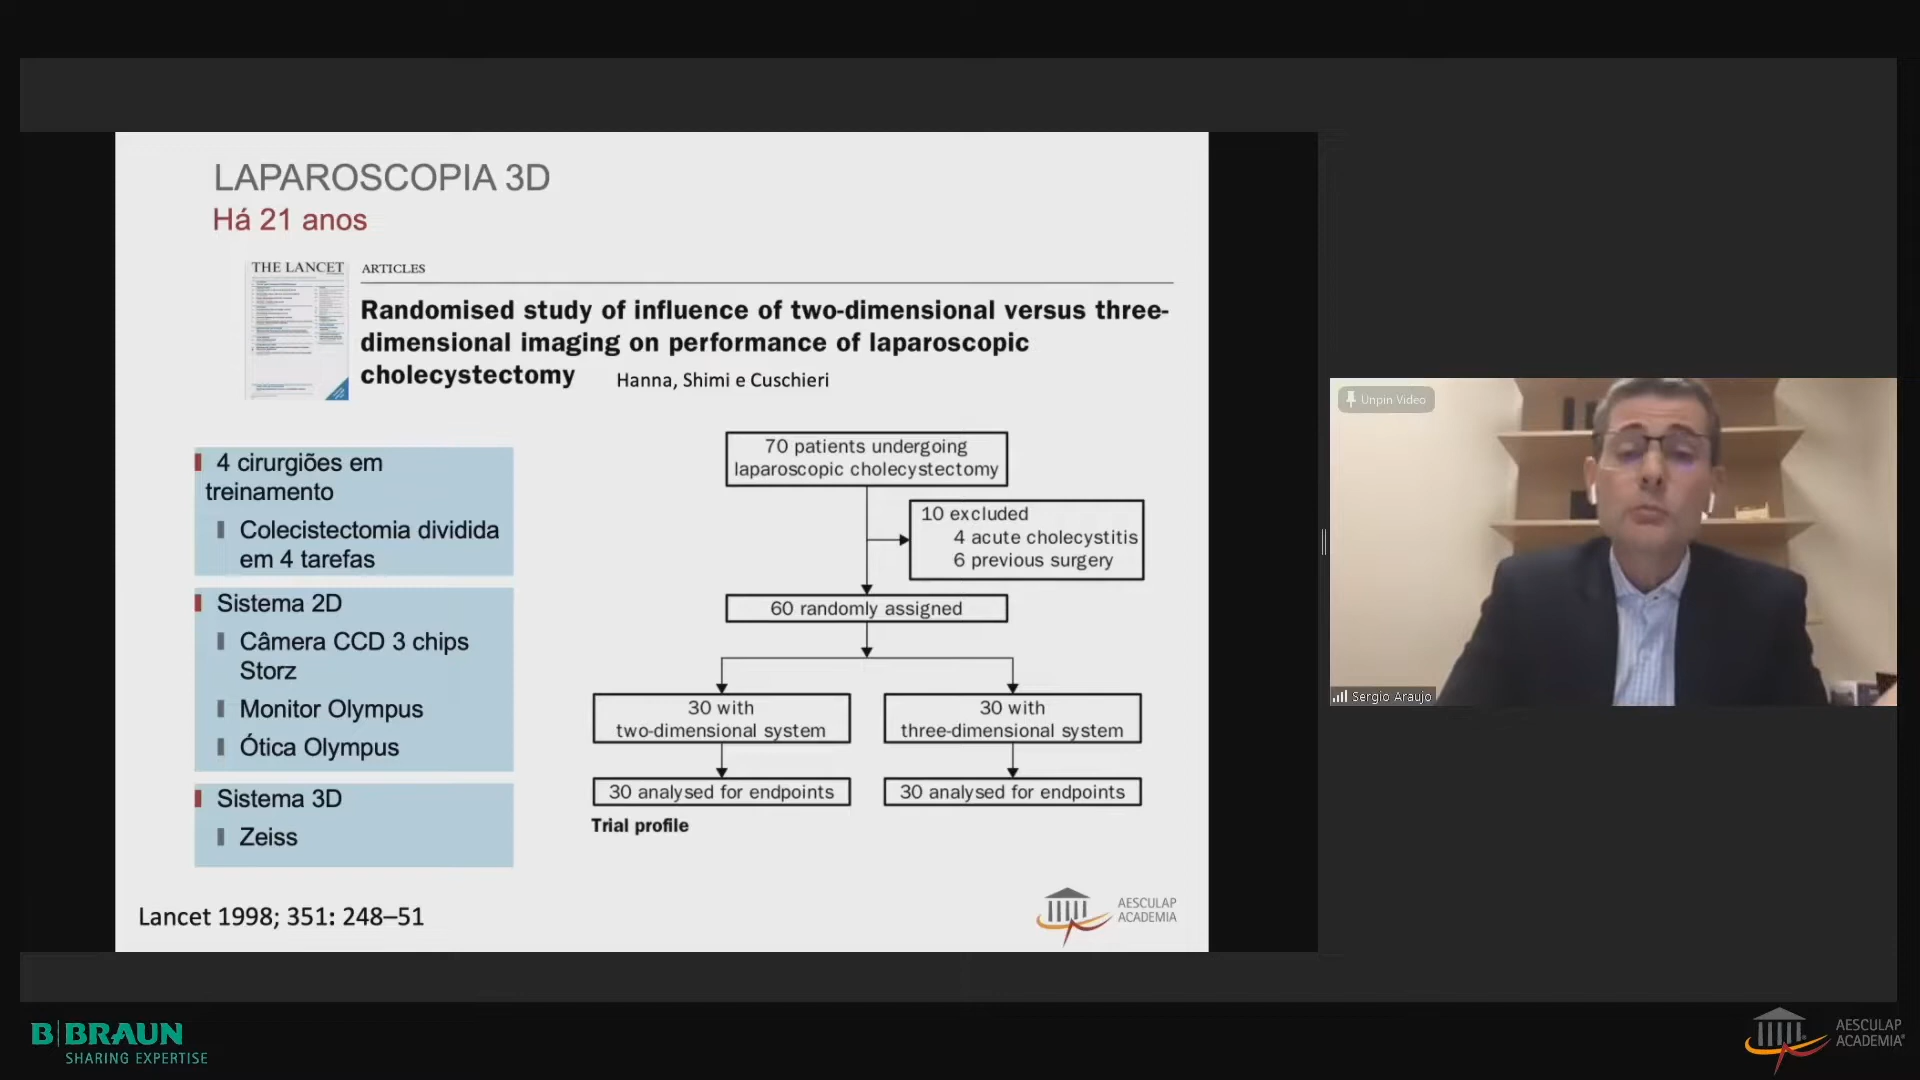 LAPAROSCOPIA 3D
Há 21 anos
THE LANCET
ARTICLES
Randomised study of influence of two-dimensional versus three-
dimensional imaging on performance of laparoscopic
cholecystectomy
Hanna, Shimi e Cuschieri
4 cirurgiões em
treinamento
Colecistectomia dividida
em 4 tarefas
Sistema 2D
Câmera CCD 3 chips
Storz
Monitor Olympus
Ótica Olympus
Sistema 3D
Zeiss
70 patients undergoing
laparoscopic cholecystectomy
10 excluded
4 acute cholecystitis
6 previous surgery
60 randomly assigned
30 with
two-dimensional system
30 with
three-dimensional system
30 analysed for endpoints
30 analysed for endpoints
Trial profile
Lancet 1998; 351: 248–51
AESCULAP
ACADEMIA
Unpin Video
Sergio Araujo
B|BRAUN
SHARING EXPERTISE
AESCULAP
ACADEMIA®